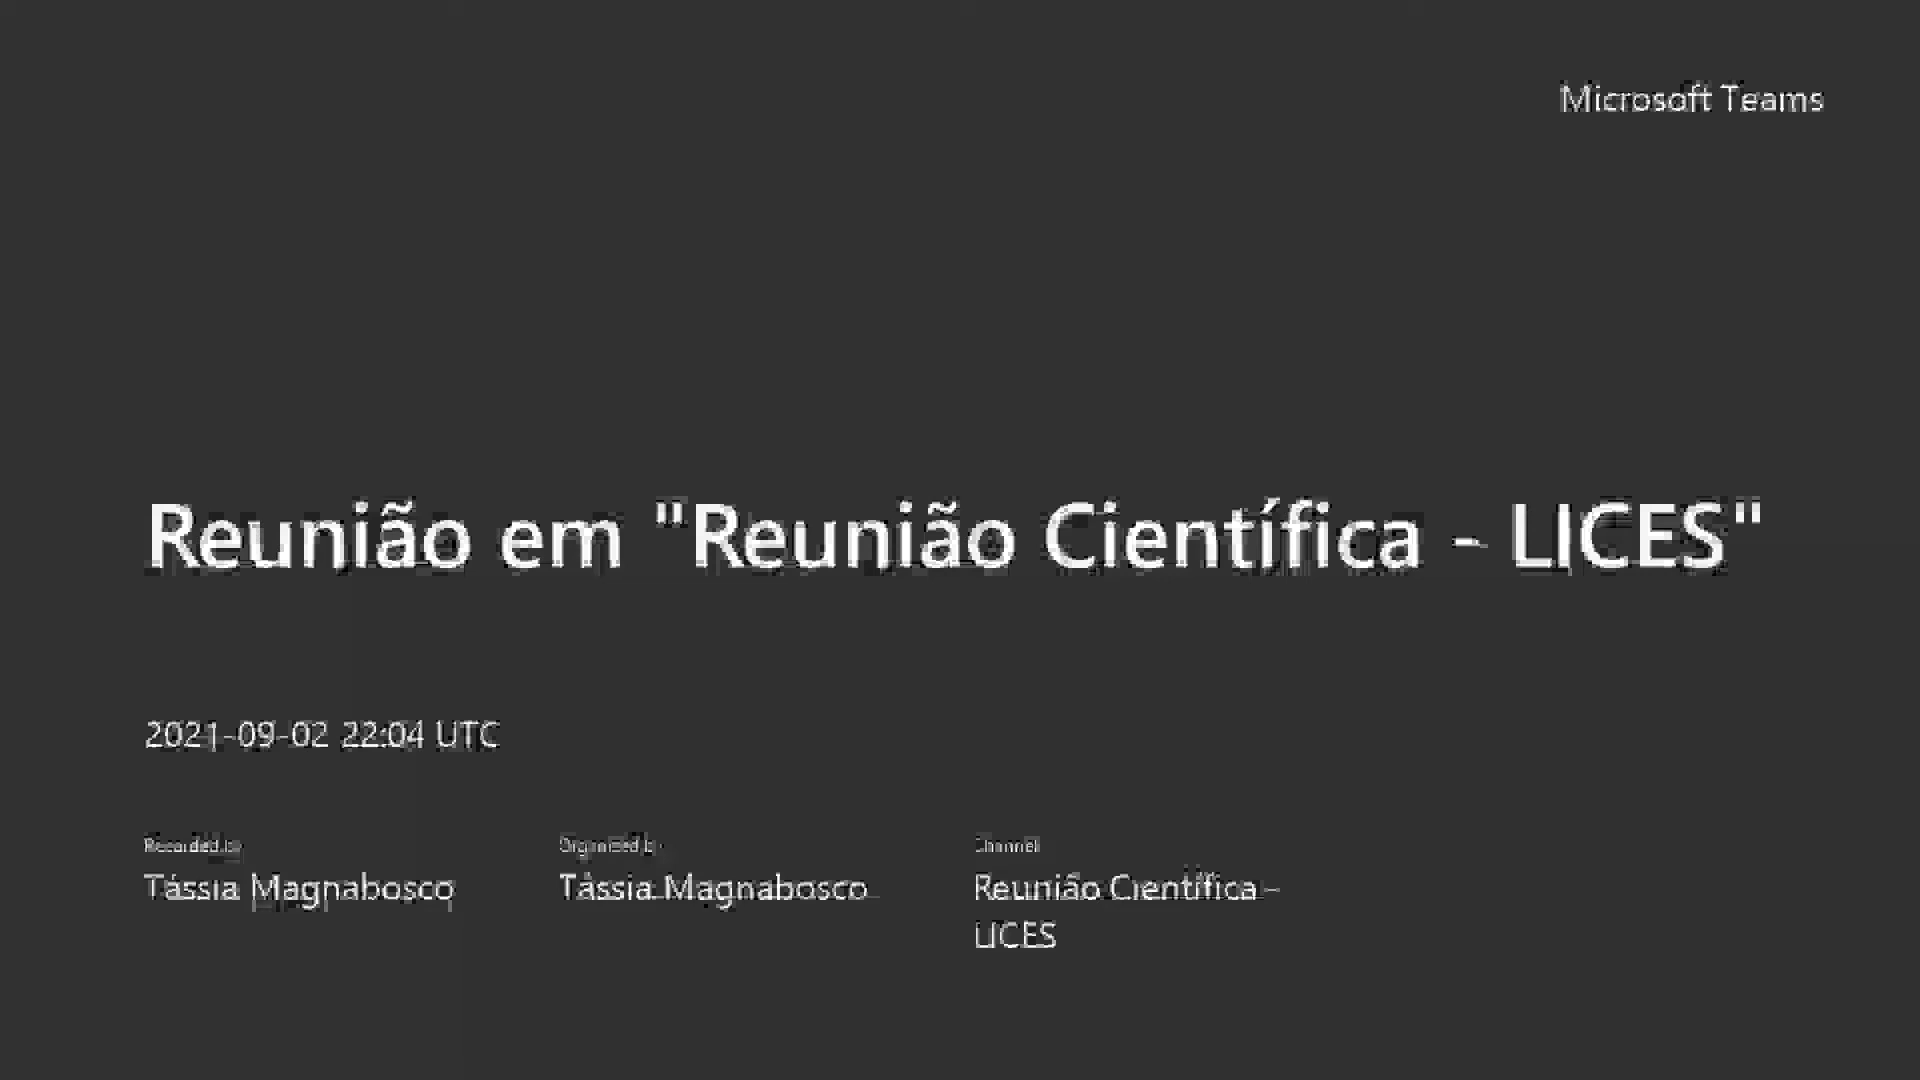 Microsoft Teams
Reunião em "Reunião Científica - LICES"
2021-09-02 22:04 UTC
Recorded by
Organized by
Channel
Tássia Magnabosco
Tássia Magnabosco
Reunião Científica -
LICES